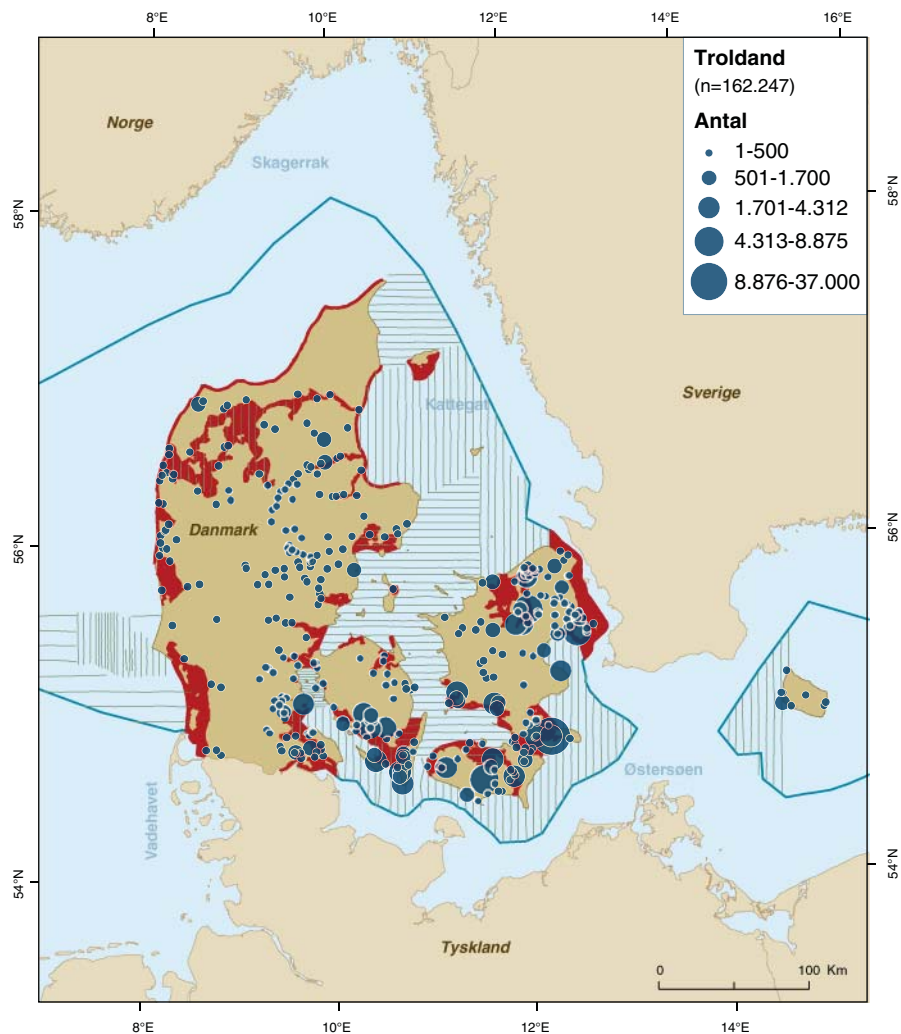 8°E 10°E 12°E 14°E 16°E
Troldand
(n=162.247)
Antal
1-500
501-1.700
1.701-4.312
4.313-8.875
8.876-37.000
Norge
Skagerrak
58°N
58°N
Sverige
Kattegat
Danmark
56°N
56°N
Østersøen
Vadehavet
54°N
54°N
Tyskland
0 100 Km
8°E 10°E 12°E 14°E